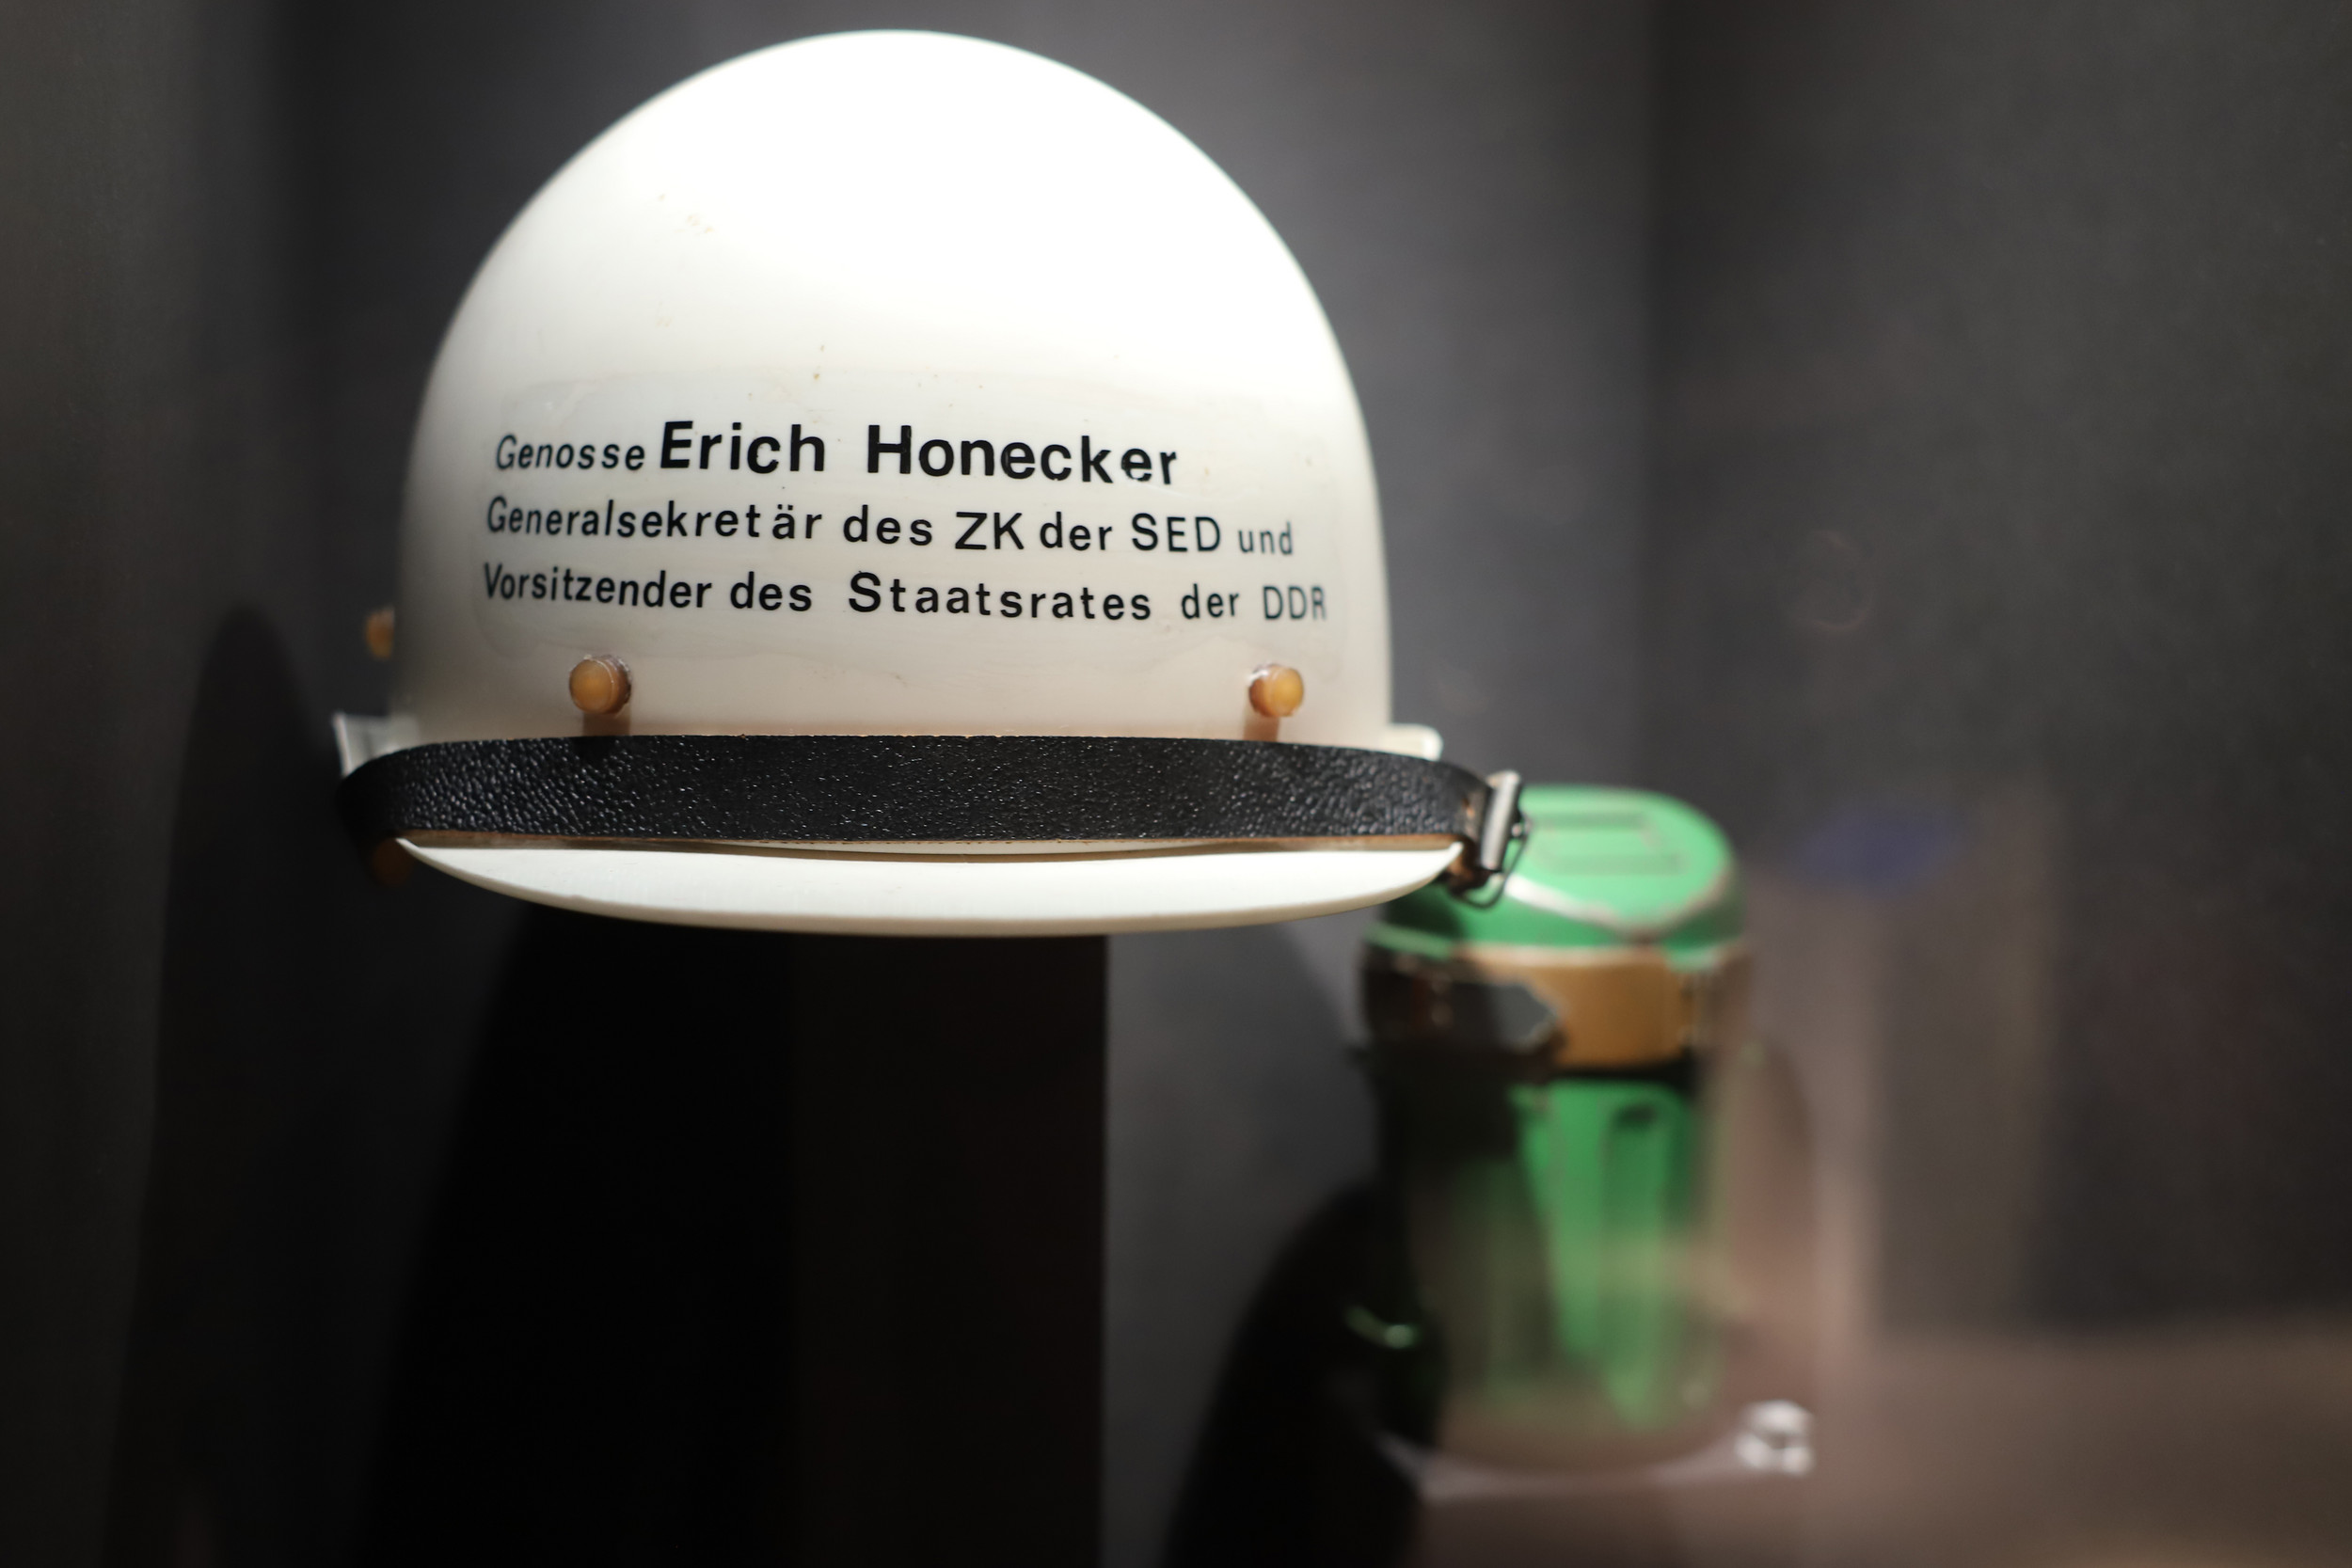 Genosse Erich Honecker
Generalsekretär des ZK der SED und
Vorsitzender des Staatsrates der DDR